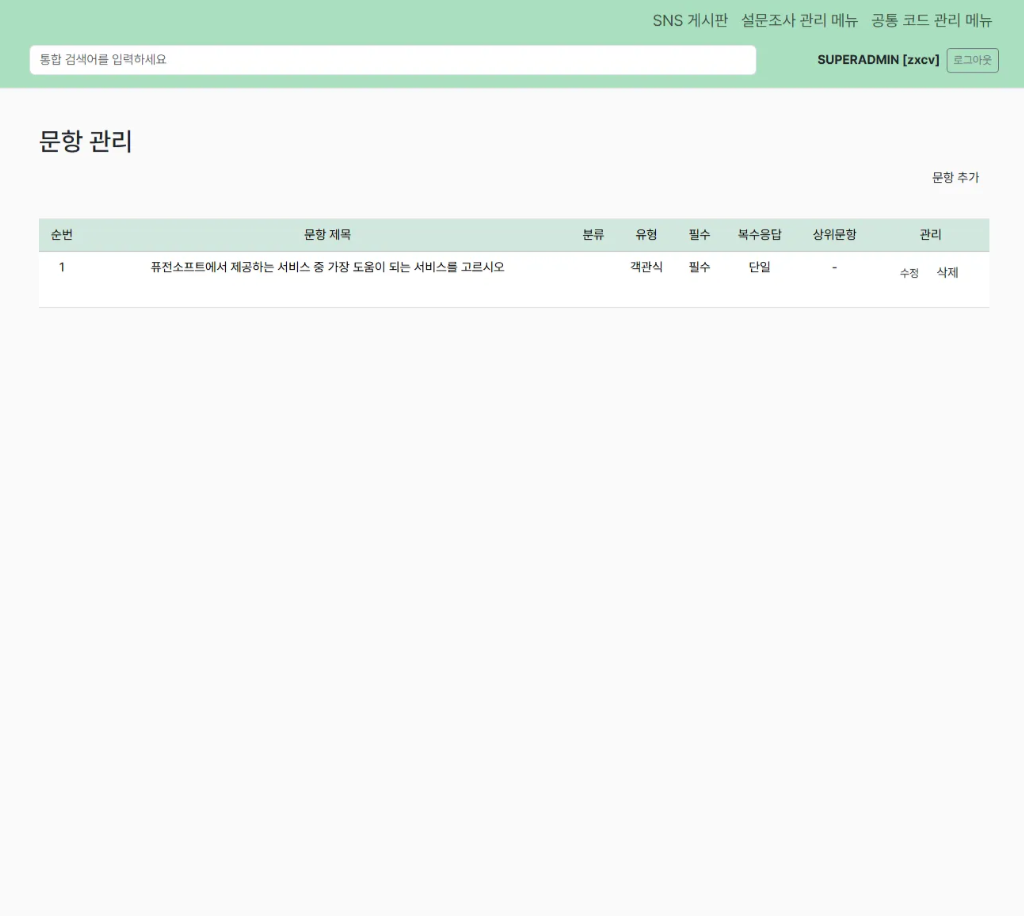 SNS 게시판 설문조사 관리 메뉴 공통 코드 관리 메뉴
통합 검색어를 입력하세요 SUPERADMIN [zxcv] 로그아웃
문항 관리
문항 추가
순번 문항 제목 분류 유형 필수 복수응답 상위문항 관리
1 퓨전소프트에서 제공하는 서비스 중 가장 도움이 되는 서비스를 고르시오 객관식 필수 단일 - 수정 삭제